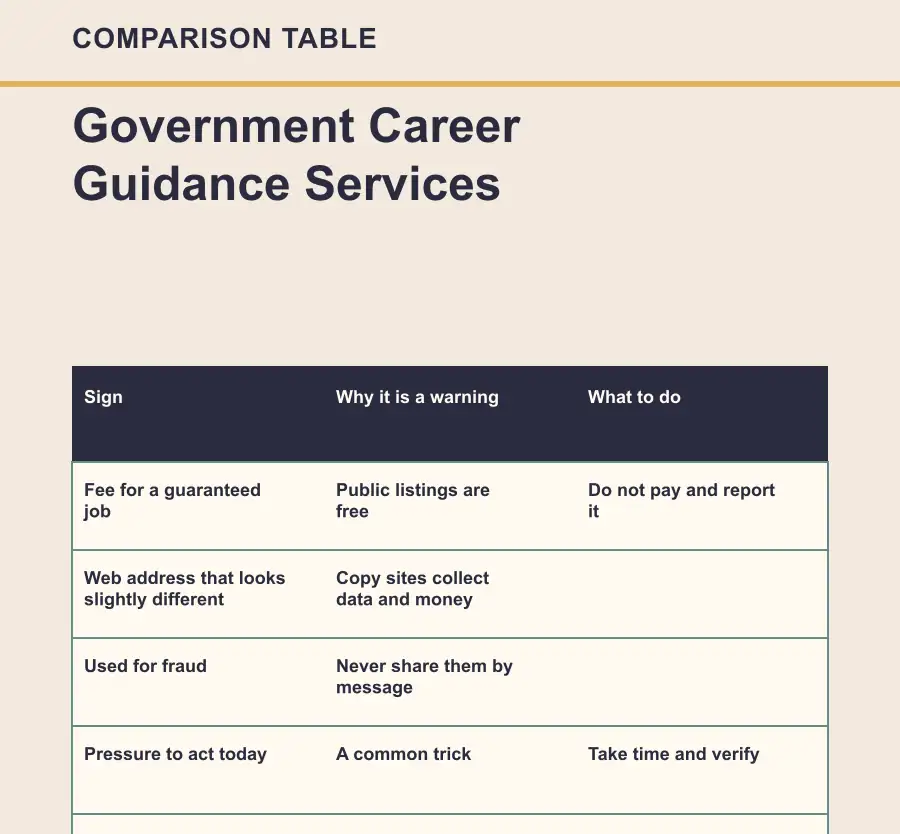 COMPARISON TABLE
Government Career
Guidance Services
Sign
Why it is a warning
What to do
Fee for a guaranteed
job
Public listings are
free
Do not pay and report
it
Web address that looks
slightly different
Copy sites collect
data and money
Used for fraud
Never share them by
message
Pressure to act today
A common trick
Take time and verify